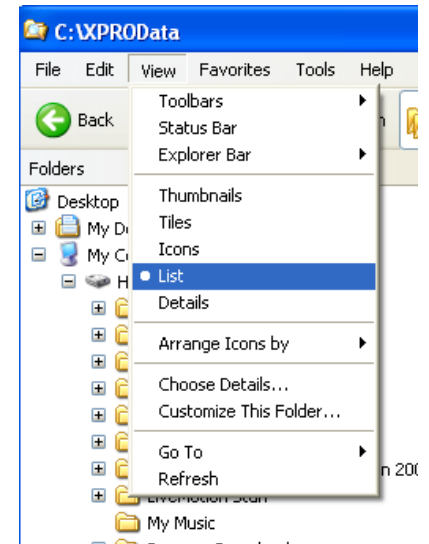 C:\XPROData
File Edit View Favorites Tools Help
Back
Toolbars
Status Bar
Explorer Bar
Folders
Thumbnails
Desktop
Tiles
My D
Icons
My C
List
H
Details
Arrange Icons by
Choose Details...
Customize This Folder...
Go To
n 200
Refresh
My Music